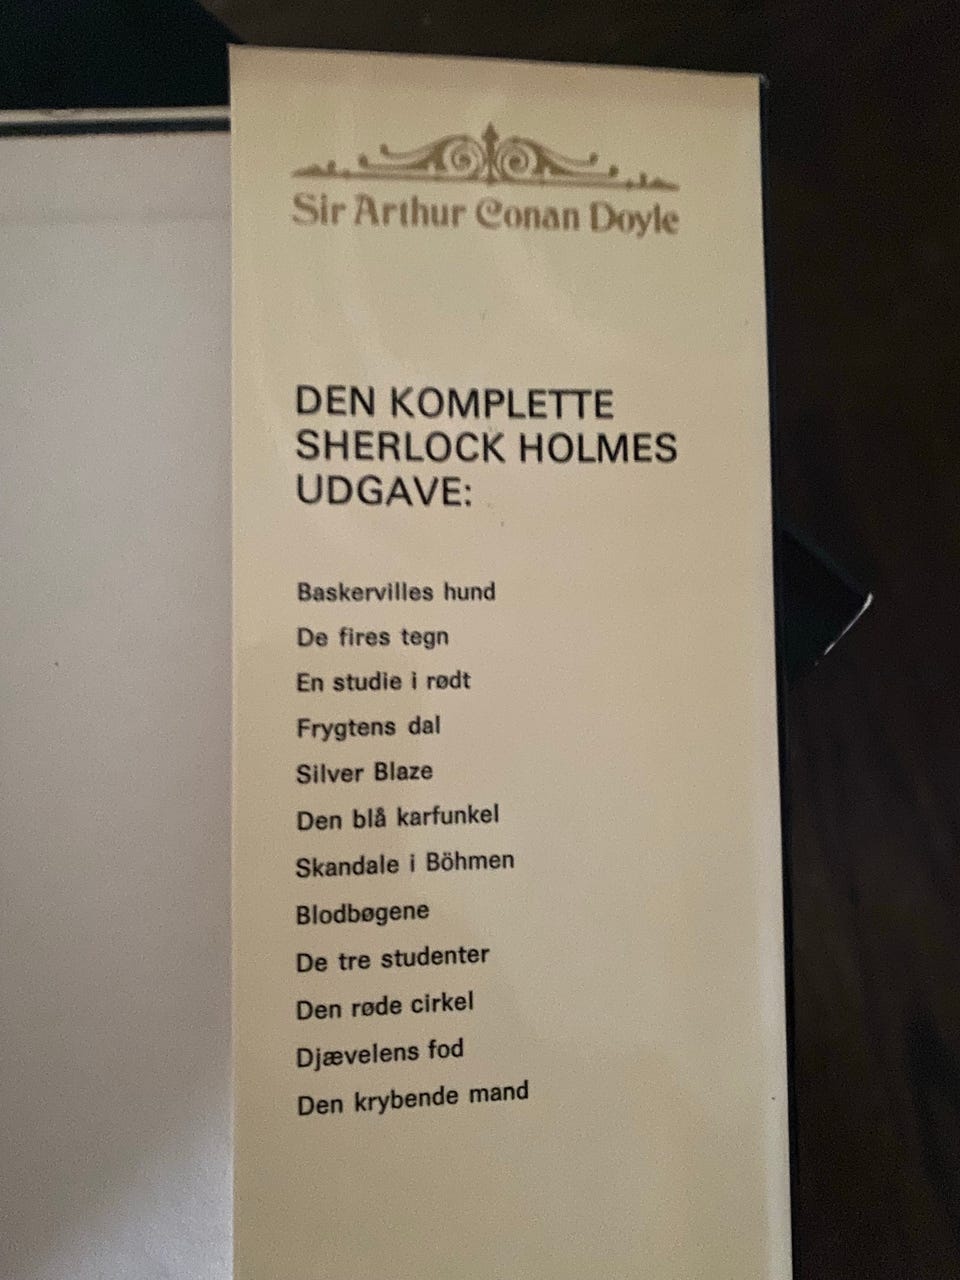 Sir Arthur Conan Doyle
DEN KOMPLETTE
SHERLOCK HOLMES
UDGAVE:
Baskervilles hund
De fires tegn
En studie i rødt
Frygtens dal
Silver Blaze
Den blå karfunkel
Skandale i Böhmen
Blodbøgene
De tre studenter
Den røde cirkel
Djævelens fod
Den krybende mand